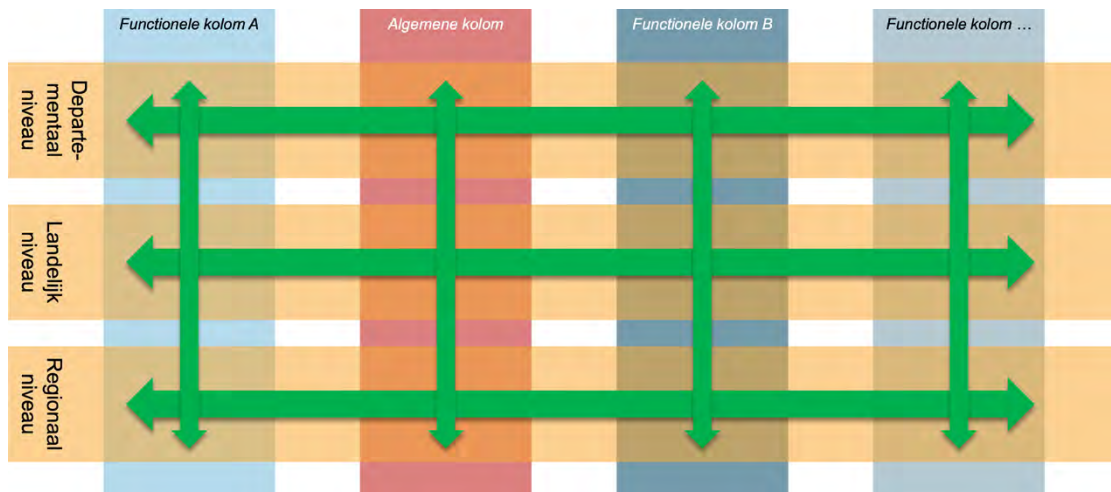 Functionele kolom A
Algemene kolom
Functionele kolom B
Functionele kolom ...
Departe-
mentaal
niveau
Landelijk
niveau
Regionaal
niveau